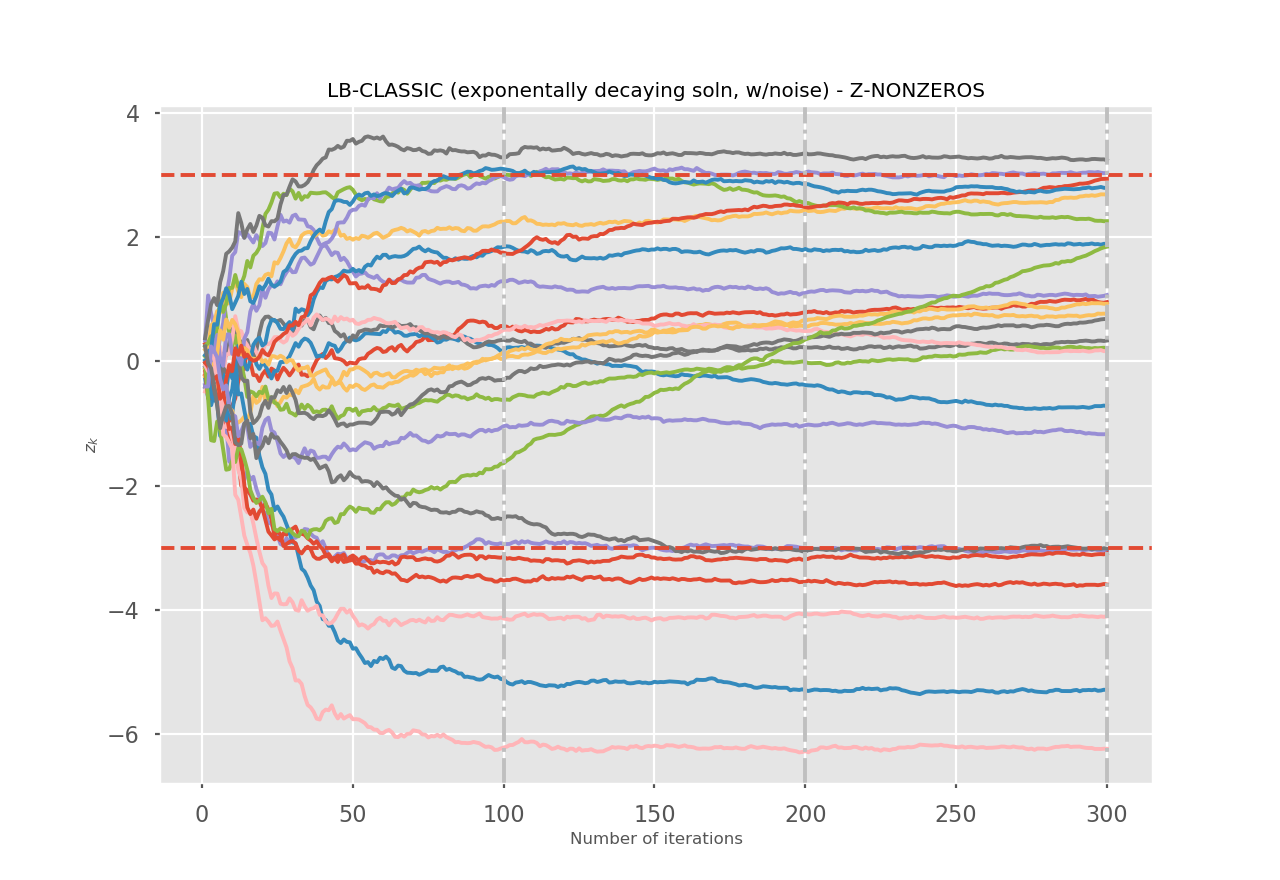 LB-CLASSIC (exponentially decaying soln, w/noise) - Z-NONZEROS
4
2
0
−2
−4
−6
z_k
0 50 100 150 200 250 300
Number of iterations